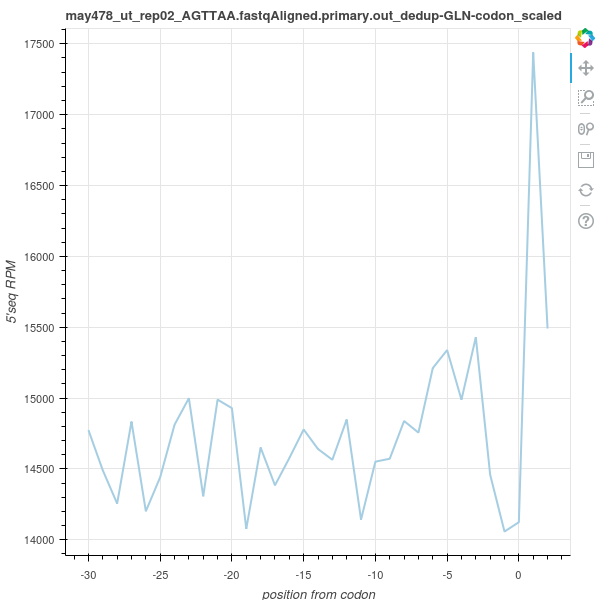 may478_ut_rep02_AGTTAA.fastqAligned.primary.out_dedup-GLN-codon_scaled
17500
17000
16500
16000
15500
15000
14500
14000
5'seq RPM
-30 -25 -20 -15 -10 -5 0
position from codon